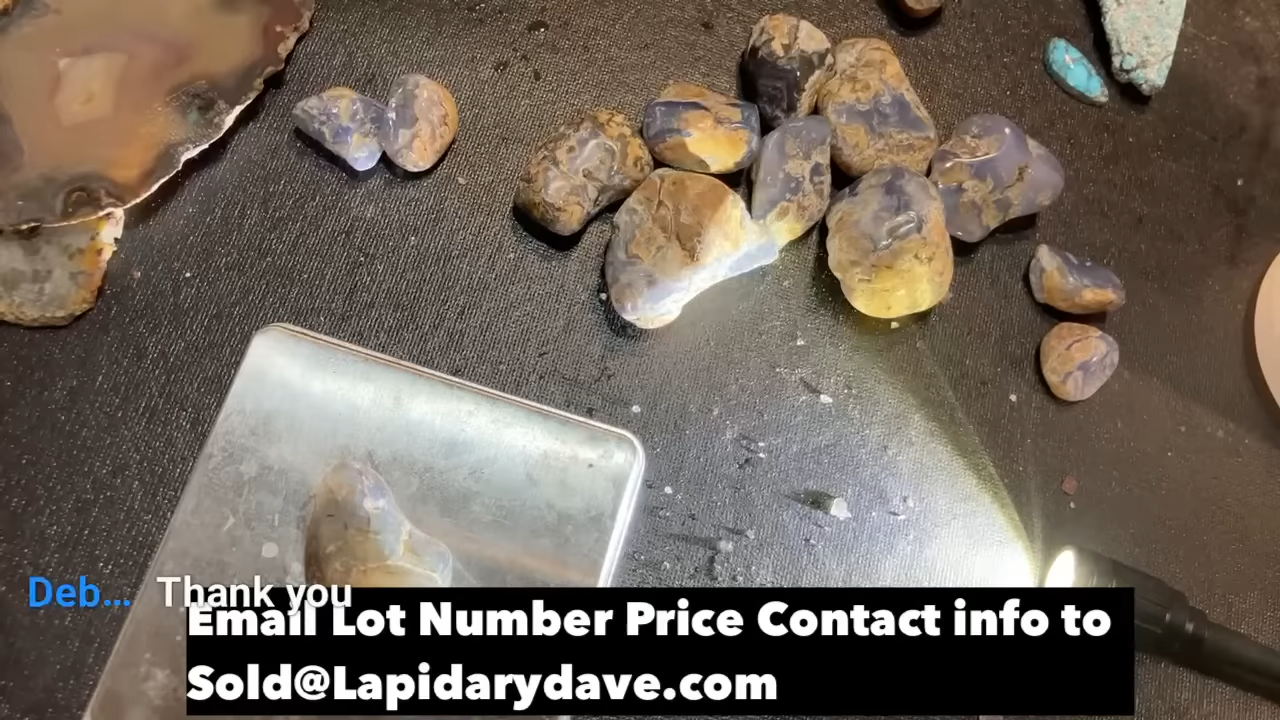 Deb... Thank you
Email Lot Number Price Contact info to
Sold@Lapidarydave.com